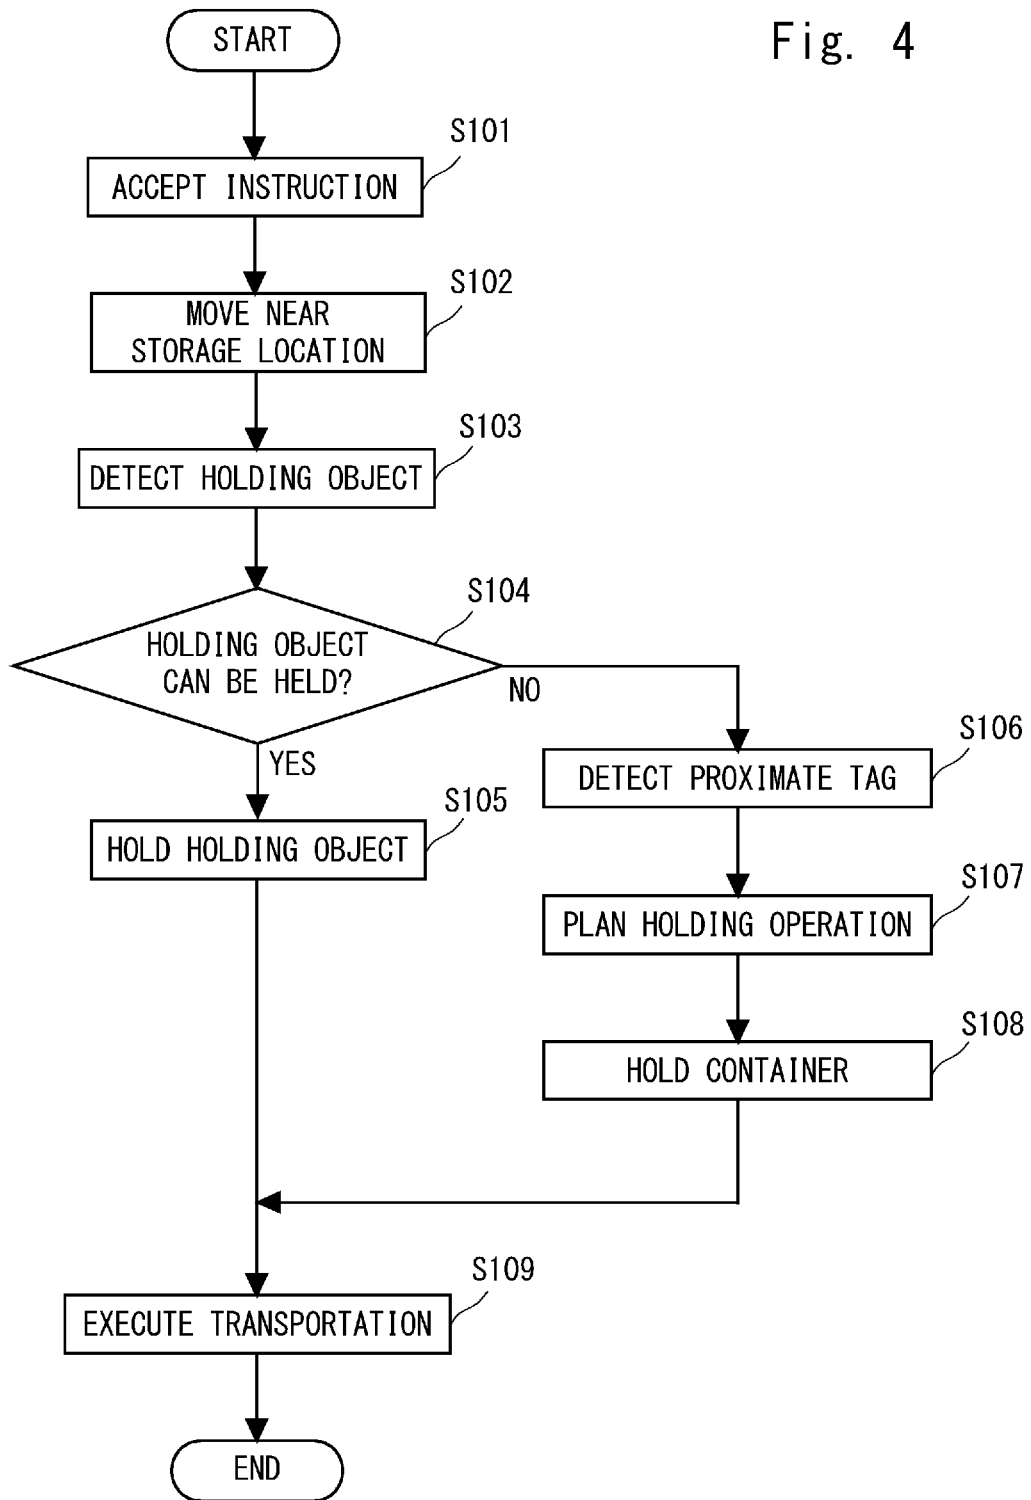 Fig. 4
START
S101
ACCEPT INSTRUCTION
S102
MOVE NEAR
STORAGE LOCATION
S103
DETECT HOLDING OBJECT
S104
HOLDING OBJECT
CAN BE HELD?
NO
YES
S105
HOLD HOLDING OBJECT
S106
DETECT PROXIMATE TAG
S107
PLAN HOLDING OPERATION
S108
HOLD CONTAINER
S109
EXECUTE TRANSPORTATION
END